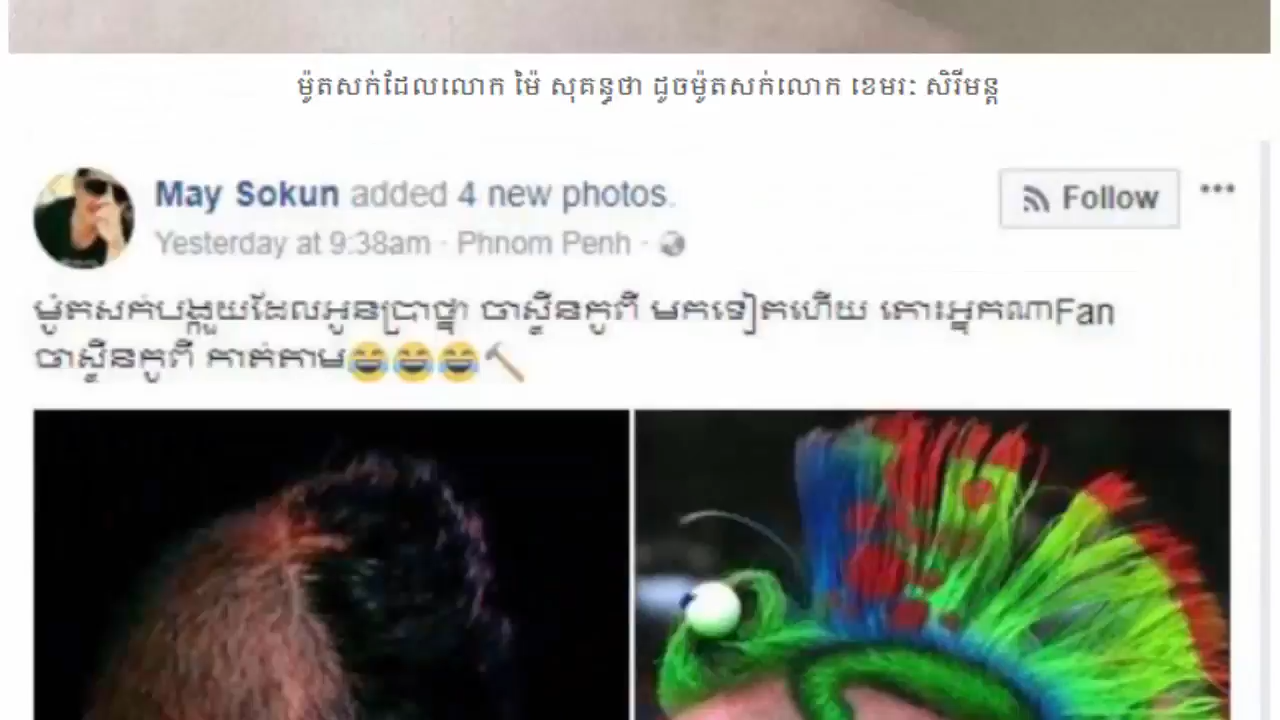 ម៉ូតសក់ដែលលោក ម៉ៃ សុគន្ធថា ដូចម៉ូតសក់លោក ខេមរៈ សិរីមន្ត
May Sokun added 4 new photos.
Follow
Yesterday at 9:38am · Phnom Penh ·
ម៉ូតសក់បង្កួយដែលអូនប្រាថ្នា ចាស្ទីនកូពី មកទៀតហើយ តោះអ្នកណាFan
ចាស្ទីនកូពី កាត់តាម😂😂😂🔨